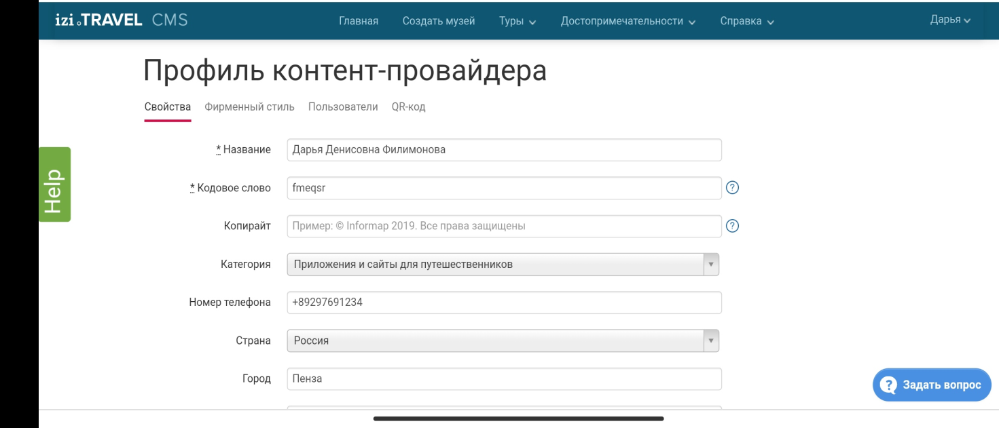 izi.TRAVEL CMS Главная Создать музей Туры Достопримечательности Справка Дарья
Профиль контент-провайдера
Свойства Фирменный стиль Пользователи QR-код
* Название Дарья Денисовна Филимонова
* Кодовое слово fmeqsr ?
Копирайт Пример: © Informap 2019. Все права защищены ?
Категория Приложения и сайты для путешественников
Номер телефона +89297691234
Страна Россия
Город Пенза
Help
? Задать вопрос